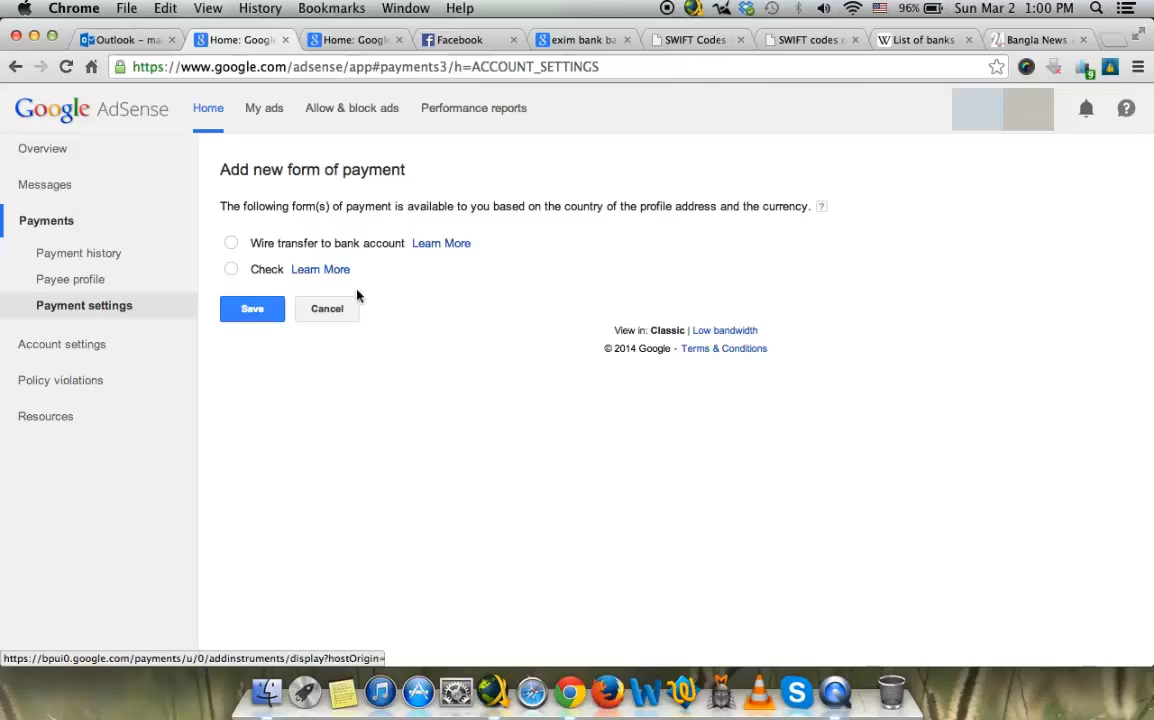 Chrome File Edit View History Bookmarks Window Help 96% Sun Mar 2 1:00 PM
Outlook – ma Home: Googl Home: Googl Facebook exim bank ba SWIFT Codes SWIFT codes List of banks Bangla News
https://www.google.com/adsense/app#payments3/h=ACCOUNT_SETTINGS 9
Google AdSense Home My ads Allow & block ads Performance reports
Overview
Messages
Payments
Payment history
Payee profile
Payment settings
Account settings
Policy violations
Resources
Add new form of payment
The following form(s) of payment is available to you based on the country of the profile address and the currency. ?
Wire transfer to bank account Learn More
Check Learn More
Save Cancel
View in: Classic | Low bandwidth
© 2014 Google - Terms & Conditions
https://bpui0.google.com/payments/u/0/addinstruments/display?hostOrigin=